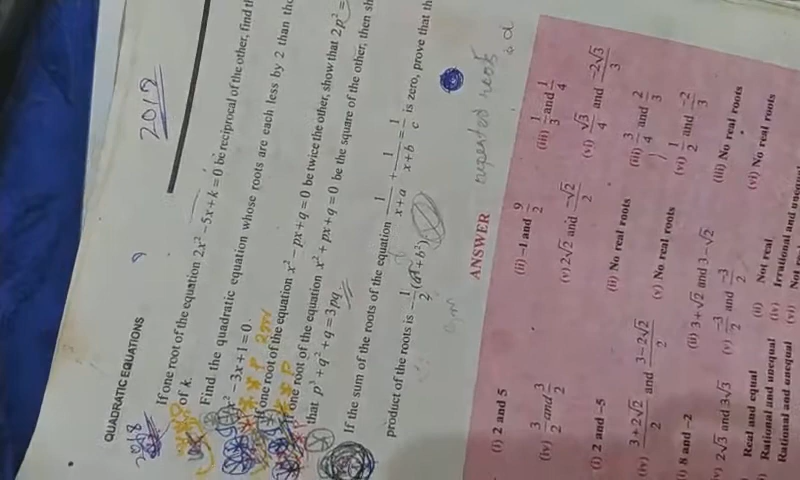 QUADRATIC EQUATIONS
2018
2019
If one root of the equation 2x² − 5x + k = 0 be reciprocal of the other, find th
of k.
Find the quadratic equation whose roots are each less by 2 than tho
x² − 3x + 1 = 0.
If one root of the equation x² − px + q = 0 be twice the other, show that 2p² =
If one root of the equation x² + px + q = 0 be the square of the other, then sh
that p³ + q² + q = 3pq.
If the sum of the roots of the equation 1/(x+a) + 1/(x+b) = 1/c is zero, prove that th
product of the roots is −1/2(a² + b²)
repeated root
ANSWER
(i) 2 and 5 (ii) −1 and 9/2 (iii) 1/3 and 1/4
(iv) 3/2 and 3/2 (v) 2√2 and −√2/2 (vi) √3/4 and −2√3/3
(i) 2 and −5 (ii) No real roots (iii) 3/4 and 2/3
(iv) 3+2√2/2 and 3−2√2/2 (v) No real roots (vi) 1/2 and −2/3
(i) 8 and −2 (ii) 3+√2 and 3−√2 (iii) No real roots
(iv) 2√3 and 3√3 (v) −3/2 and −3/2 (vi) No real roots
Real and equal (ii) Not real
Rational and unequal (iv) Irrational and unequal
Rational and unequal (vi) Not real